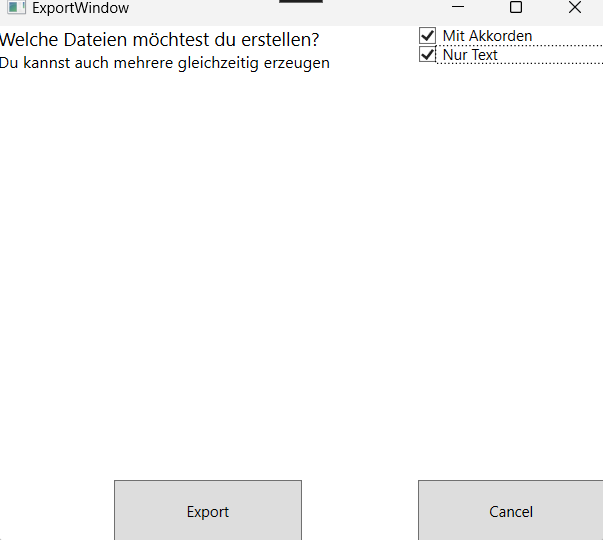 ExportWindow
Welche Dateien möchtest du erstellen?
Du kannst auch mehrere gleichzeitig erzeugen
Mit Akkorden
Nur Text
Export
Cancel